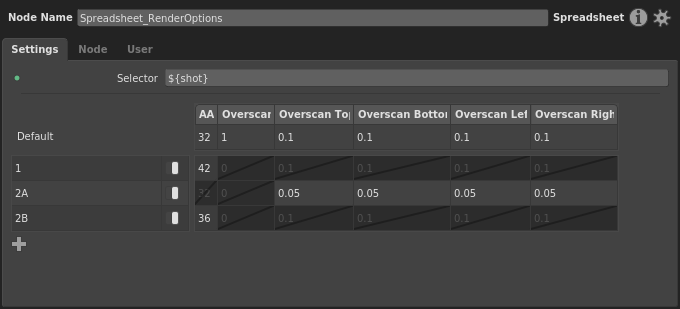 Node Name Spreadsheet_RenderOptions Spreadsheet
Settings Node User
Selector ${shot}
AA Overscan Overscan Top Overscan Bottom Overscan Left Overscan Righ
Default 32 1 0.1 0.1 0.1 0.1
1 42 0 0.1 0.1 0.1 0.1
2A 32 0 0.05 0.05 0.05 0.05
2B 36 0 0.1 0.1 0.1 0.1